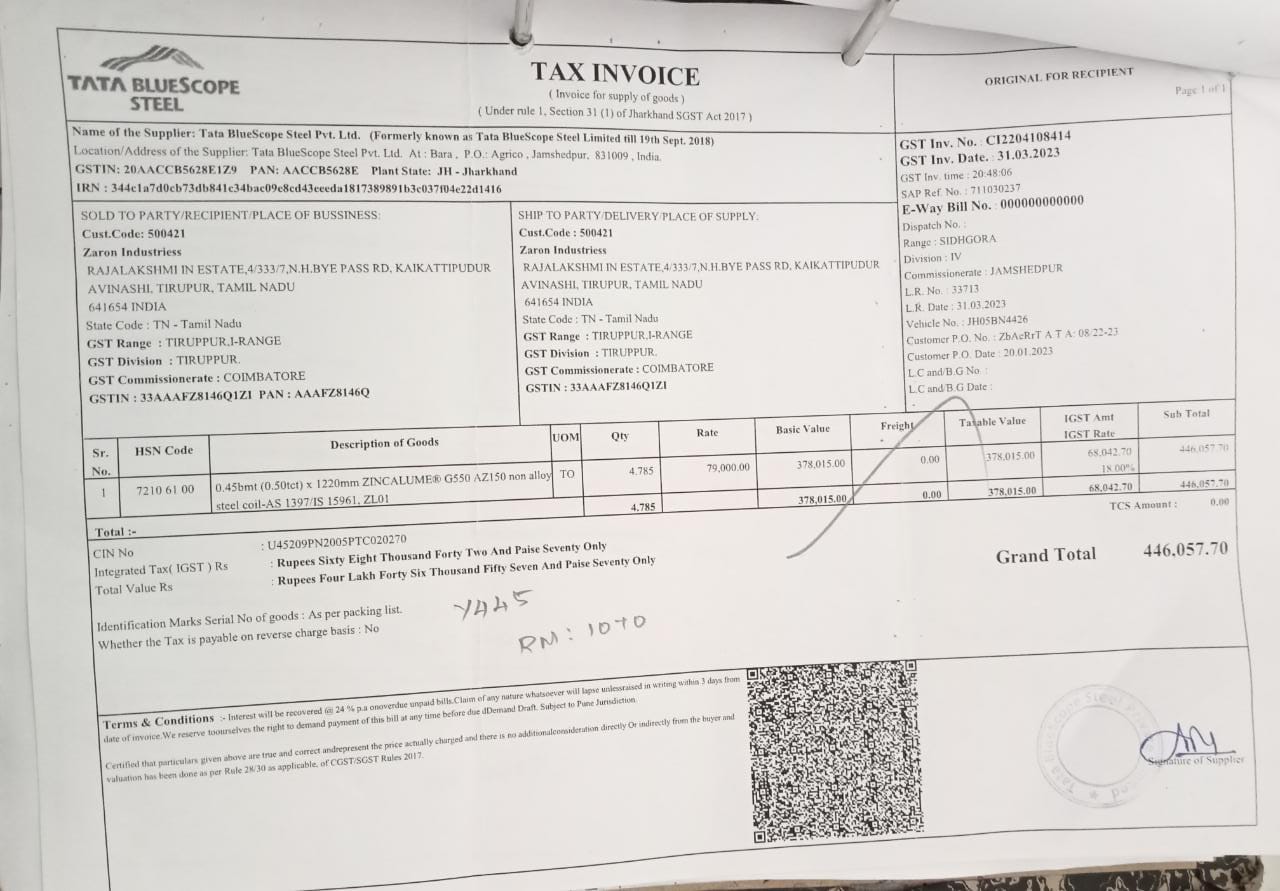 TATA BLUESCOPE
STEEL
TAX INVOICE
( Invoice for supply of goods )
( Under rule 1, Section 31 (1) of Jharkhand SGST Act 2017 )
ORIGINAL FOR RECIPIENT
Page 1 of 1
Name of the Supplier: Tata BlueScope Steel Pvt. Ltd. (Formerly known as Tata BlueScope Steel Limited till 19th Sept. 2018)
Location/Address of the Supplier: Tata BlueScope Steel Pvt. Ltd. At : Bara , P.O.: Agrico , Jamshedpur, 831009 , India.
GSTIN: 20AACCB5628E1Z9 PAN: AACCB5628E Plant State: JH - Jharkhand
IRN : 344c1a7d0cb73db841c34bac09e8cd43eeeda1817389891b3c037f04e22d1416
GST Inv. No. : CI2204108414
GST Inv. Date. : 31.03.2023
GST Inv. time : 20:48:06
SAP Ref. No. : 711030237
E-Way Bill No. : 000000000000
Dispatch No. :
Range : SIDHGORA
Division : IV
Commissionerate : JAMSHEDPUR
L.R. No. : 33713
L.R. Date : 31.03.2023
Vehicle No. : JH05BN4426
Customer P.O. No. : ZbAcRrT A T A: 08/22-23
Customer P.O. Date : 20.01.2023
L.C and/B.G No :
L.C and/B.G Date :
SOLD TO PARTY/RECIPIENT/PLACE OF BUSSINESS:
Cust.Code: 500421
Zaron Industriess
RAJALAKSHMI IN ESTATE,4/333/7,N.H.BYE PASS RD, KAIKATTIPUDUR
AVINASHI, TIRUPUR, TAMIL NADU
641654 INDIA
State Code : TN - Tamil Nadu
GST Range : TIRUPPUR,I-RANGE
GST Division : TIRUPPUR.
GST Commissionerate : COIMBATORE
GSTIN : 33AAAFZ8146Q1ZI PAN : AAAFZ8146Q
SHIP TO PARTY/DELIVERY/PLACE OF SUPPLY:
Cust.Code : 500421
Zaron Industriess
RAJALAKSHMI IN ESTATE,4/333/7,N.H.BYE PASS RD, KAIKATTIPUDUR
AVINASHI, TIRUPUR, TAMIL NADU
641654 INDIA
State Code : TN - Tamil Nadu
GST Range : TIRUPPUR,I-RANGE
GST Division : TIRUPPUR.
GST Commissionerate : COIMBATORE
GSTIN : 33AAAFZ8146Q1ZI
Sr. No. HSN Code Description of Goods UOM Qty Rate Basic Value Freight Taxable Value IGST Amt IGST Rate Sub Total
1 7210 61 00 0.45bmt (0.50tct) x 1220mm ZINCALUME® G550 AZ150 non alloy TO 4.785 79,000.00 378,015.00 0.00 378,015.00 68,042.70 446,057.70
steel coil-AS 1397/IS 15961, ZL01 18.00%
Total :- 4.785 378,015.00 0.00 378,015.00 68,042.70 446,057.70
TCS Amount : 0.00
CIN No : U45209PN2005PTC020270
Integrated Tax( IGST ) Rs : Rupees Sixty Eight Thousand Forty Two And Paise Seventy Only
Total Value Rs : Rupees Four Lakh Forty Six Thousand Fifty Seven And Paise Seventy Only
Grand Total 446,057.70
Identification Marks Serial No of goods : As per packing list.
Whether the Tax is payable on reverse charge basis : No
Y445
RM: 1070
Terms & Conditions :- Interest will be recovered @ 24 % p.a onoverdue unpaid bills.Claim of any nature whatsoever will lapse unlessraised in writing within 3 days from
date of invoice.We reserve toourselves the right to demand payment of this bill at any time before due dDemand Draft. Subject to Pune Jurisdiction.
Certified that particulars given above are true and correct andrepresent the price actually charged and there is no additionalconsideration directly Or indirectly from the buyer and
valuation has been done as per Rule 28/30 as applicable, of CGST/SGST Rules 2017.
Signature of Supplier